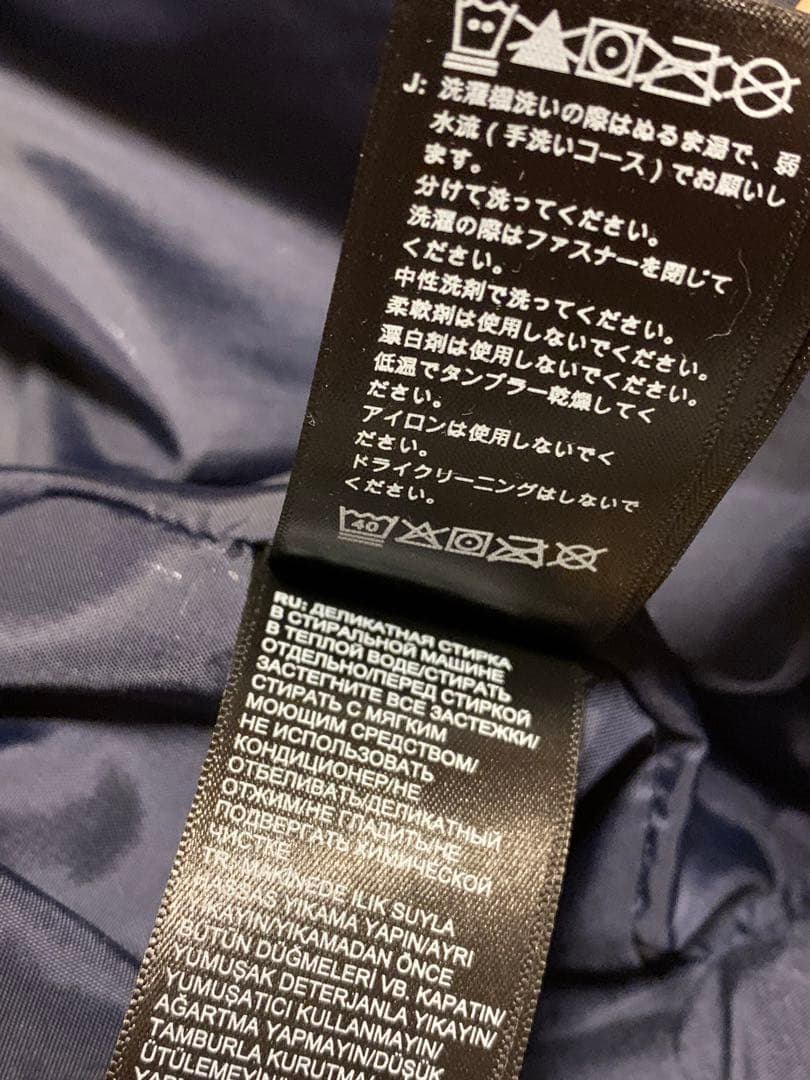 J: 洗濯機洗いの際はぬるま湯で、弱
水流(手洗いコース)でお願いし
ます。
分けて洗ってください。
洗濯の際はファスナーを閉じて
ください。
中性洗剤で洗ってください。
柔軟剤は使用しないでください。
漂白剤は使用しないでください。
低温でタンブラー乾燥してく
ださい。
アイロンは使用しないでく
ださい。
ドライクリーニングはしないで
ください。
40
RU: ДЕЛИКАТНАЯ СТИРКА
В СТИРАЛЬНОЙ МАШИНЕ
В ТЕПЛОЙ ВОДЕ/СТИРАТЬ
ОТДЕЛЬНО/ПЕРЕД СТИРКОЙ
ЗАСТЕГНИТЕ ВСЕ ЗАСТЕЖКИ/
СТИРАТЬ С МЯГКИМ
МОЮЩИМ СРЕДСТВОМ/
НЕ ИСПОЛЬЗОВАТЬ
КОНДИЦИОНЕР/НЕ
ОТБЕЛИВАТЬ/ДЕЛИКАТНЫЙ
ОТЖИМ/НЕ ГЛАДИТЬ/НЕ
ПОДВЕРГАТЬ ХИМИЧЕСКОЙ
ЧИСТКЕ
TR: MAKİNEDE ILIK SUYLA
HASSAS YIKAMA YAPIN/AYRI
YIKAYIN/YIKAMADAN ÖNCE
BÜTÜN DÜĞMELERİ VB. KAPATIN/
YUMUŞAK DETERJANLA YIKAYIN/
YUMUŞATICI KULLANMAYIN/
AĞARTMA YAPMAYIN/DÜŞÜK
TAMBURLA KURUTMA/
ÜTÜLEMEYİN/